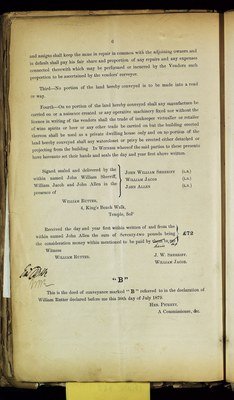 8
and assigns shall keep the same in repair in common with the adjoining owners and
in default shall pay his fair share and proportion of any repairs and any expenses
connected therewith which may be performed or incurred by the Vendors such
proportion to be ascertained by the vendors' surveyor.
Third—No portion of the land hereby conveyed is to be made into a road
or way.
Fourth—On no portion of the land hereby conveyed shall any manufacture be
carried on or a nuisance created or any operative machinery fixed nor without the
licence in writing of the vendors shall the trade of innkeeper victualler or retailer
of wine spirits or beer or any other trade be carried on but the building erected
thereon shall be used as a private dwelling house only and on no portion of the
land hereby conveyed shall any watercloset or privy be erected either detached or
projecting from the building. In Witness whereof the said parties to these presents
have hereunto set their hands and seals the day and year first above written.
Signed sealed and delivered by the
within named John William Sherriff,
William Jacob and John Allen in the
presence of
JOHN WILLIAM SHERRIFF (L.S.)
WILLIAM JACOB (L.S.)
JOHN ALLEN (L.S.)
WILLIAM RUTTER,
4, King's Bench Walk,
Temple, Solr
Received the day and year first within written of and from the
within named John Allen the sum of Seventy-two pounds being
the consideration money within mentioned to be paid by
£72
Witness
WILLIAM RUTTER.
J. W. SHERRIFF.
WILLIAM JACOB.
"B"
This is the deed of conveyance marked "B" referred to in the declaration of
William Rutter declared before me this 30th day of July 1879.
HER. PICKETT,
A Commissioner, &c.